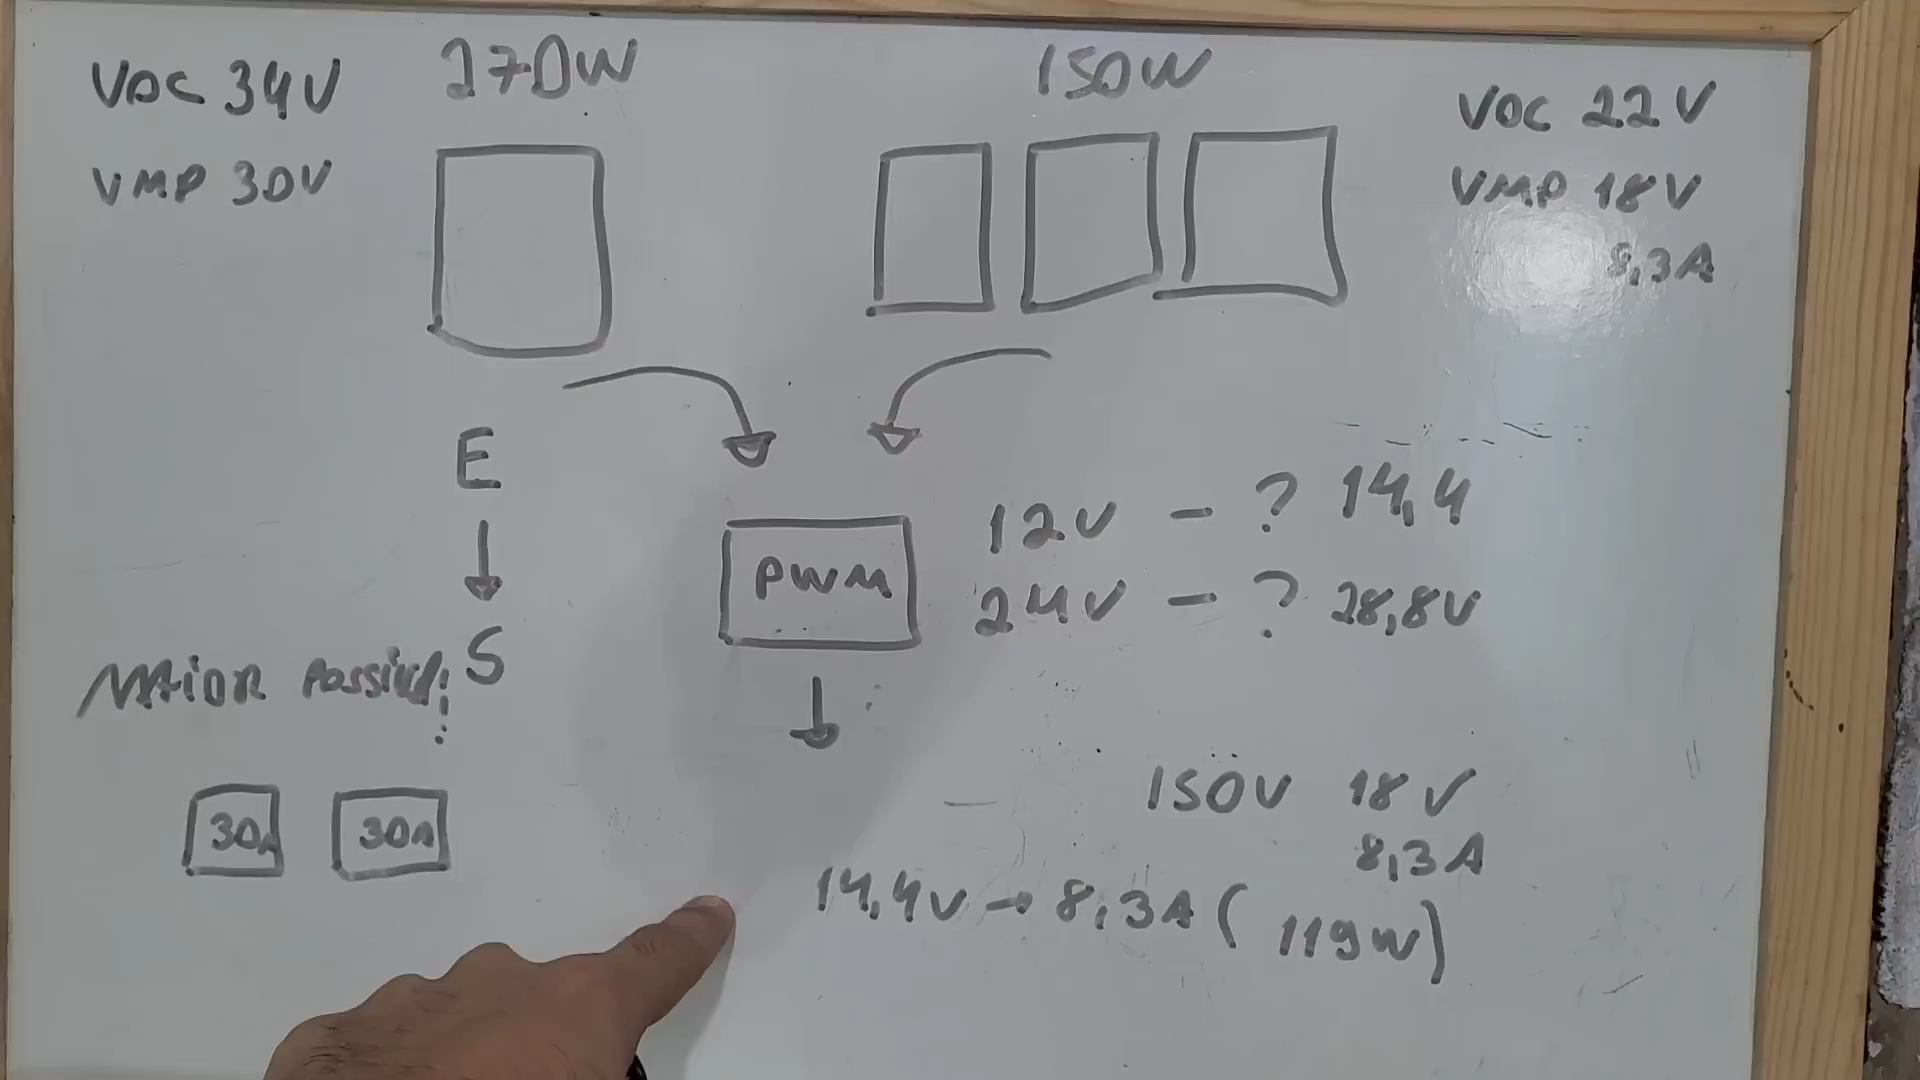 VOC 34V
VMP 30V
270W
150W
VOC 22V
VMP 18V
8,3A
E
S
PWM
12V - ? 14,4
24V - ? 28,8V
MAIOR
30A
30A
150V 18V
8,3A
14,4V → 8,3A (119W)